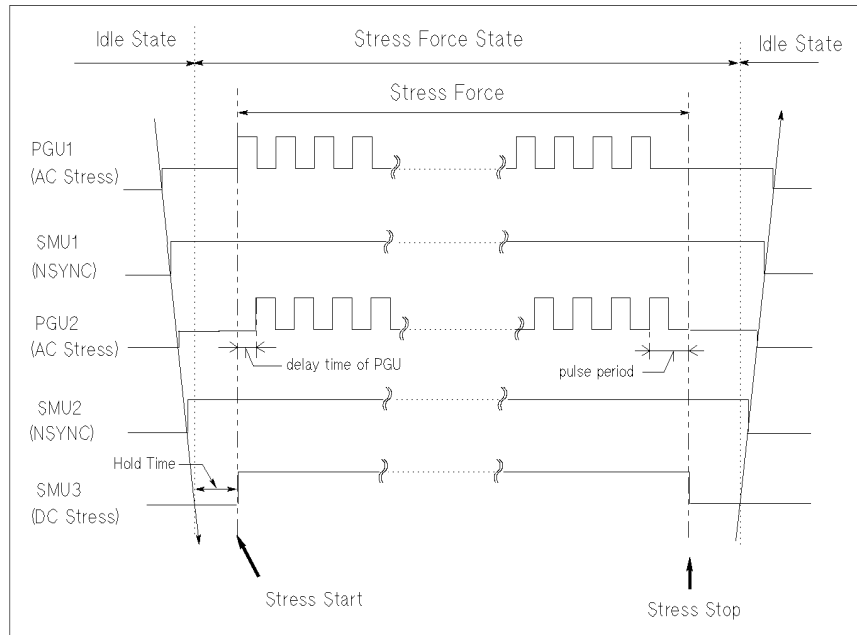 Idle State
Stress Force State
Idle State
Stress Force
PGU1
(AC Stress)
SMU1
(NSYNC)
PGU2
(AC Stress)
delay time of PGU
pulse period
SMU2
(NSYNC)
Hold Time
SMU3
(DC Stress)
Stress Start
Stress Stop